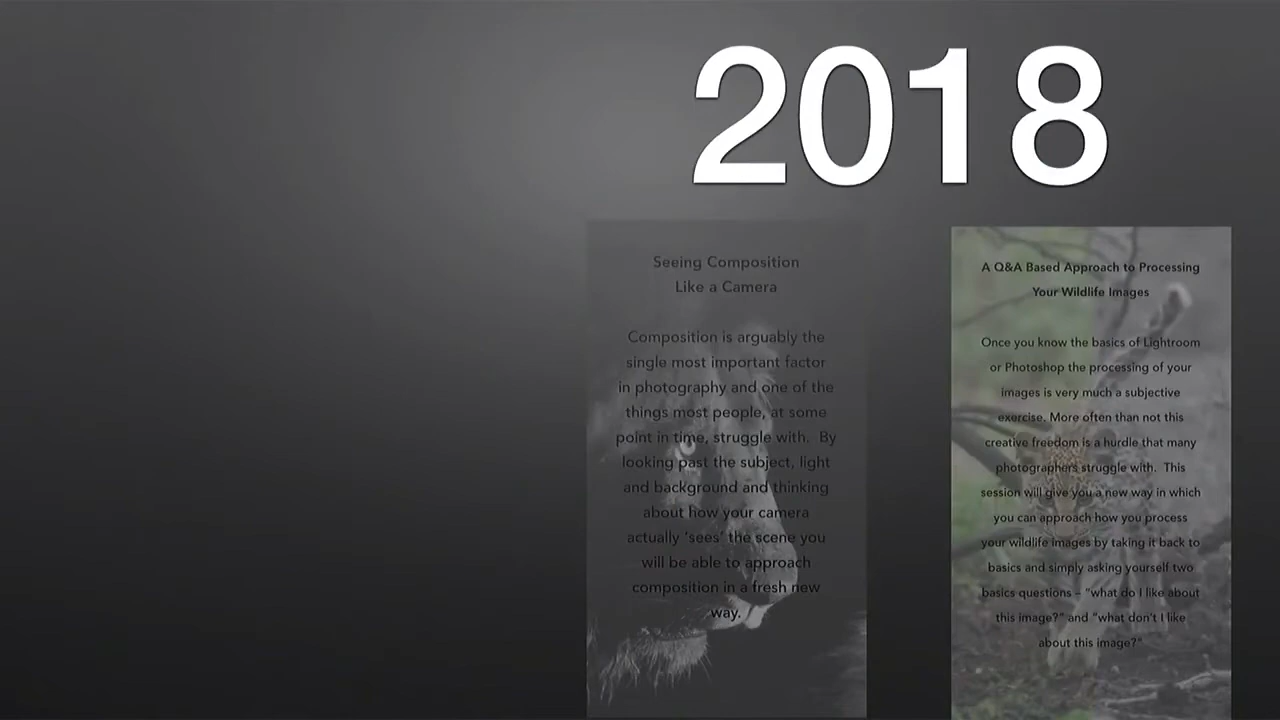 2018
Seeing Composition
Like a Camera
Composition is arguably the
single most important factor
in photography and one of the
things most people, at some
point in time, struggle with. By
looking past the subject, light
and background and thinking
about how your camera
actually ‘sees’ the scene you
will be able to approach
composition in a fresh new
way.
A Q&A Based Approach to Processing
Your Wildlife Images
Once you know the basics of Lightroom
or Photoshop the processing of your
images is very much a subjective
exercise. More often than not this
creative freedom is a hurdle that many
photographers struggle with. This
session will give you a new way in which
you can approach how you process
your wildlife images by taking it back to
basics and simply asking yourself two
basics questions – “what do I like about
this image?” and “what don't I like
about this image?”